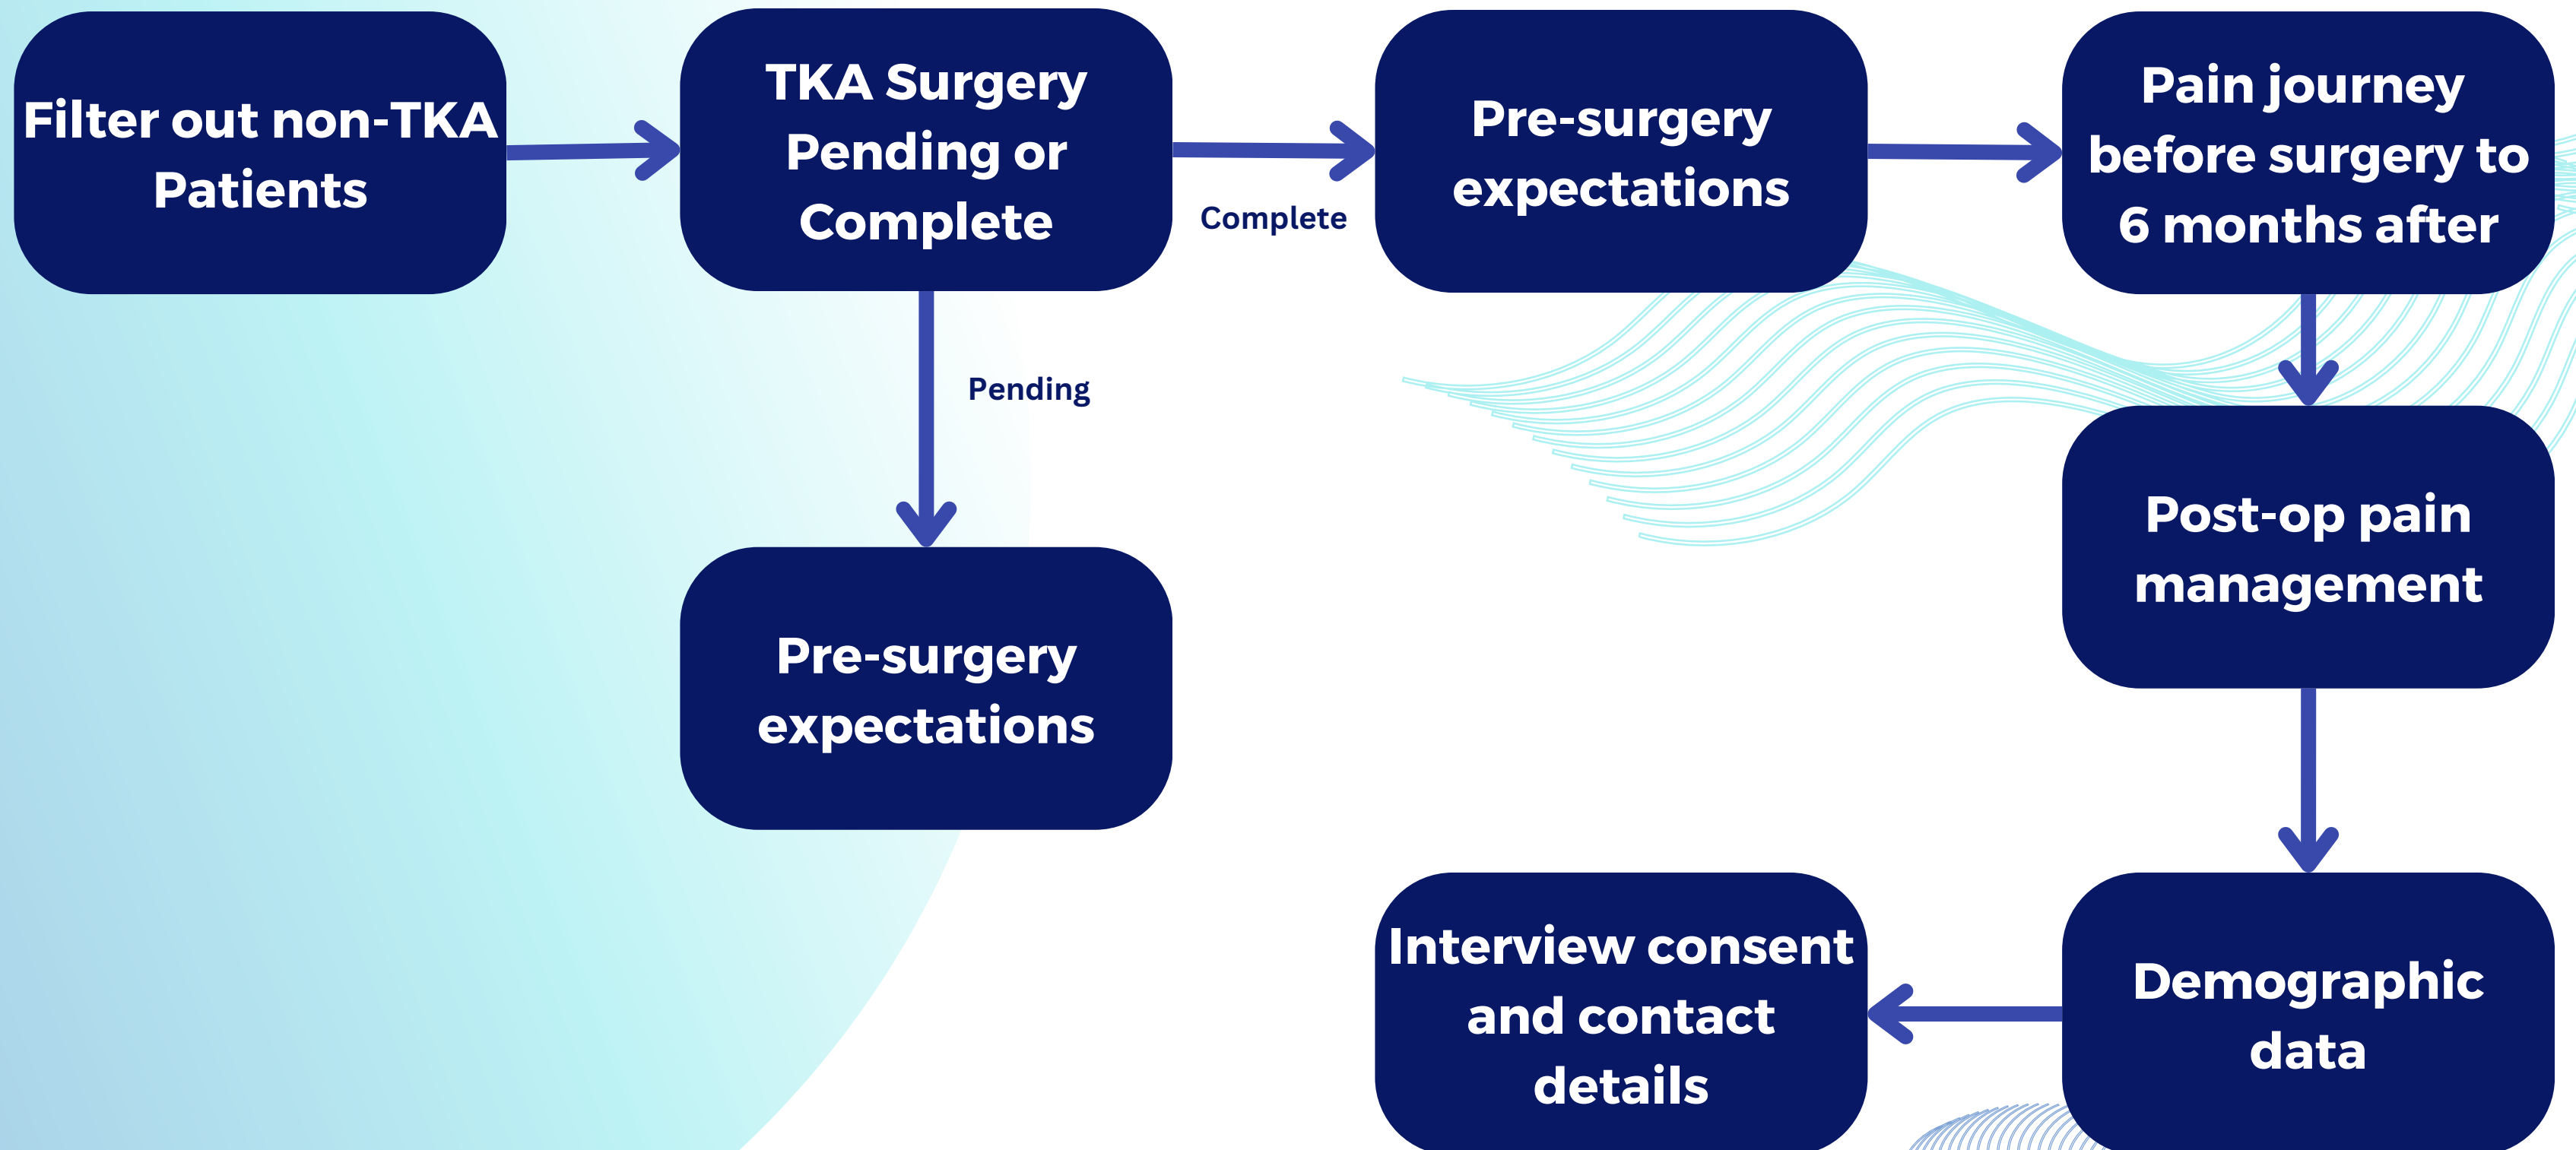 Filter out non-TKA
Patients
TKA Surgery
Pending or
Complete
Complete
Pre-surgery
expectations
Pain journey
before surgery to
6 months after
Pending
Pre-surgery
expectations
Post-op pain
management
Demographic
data
Interview consent
and contact
details